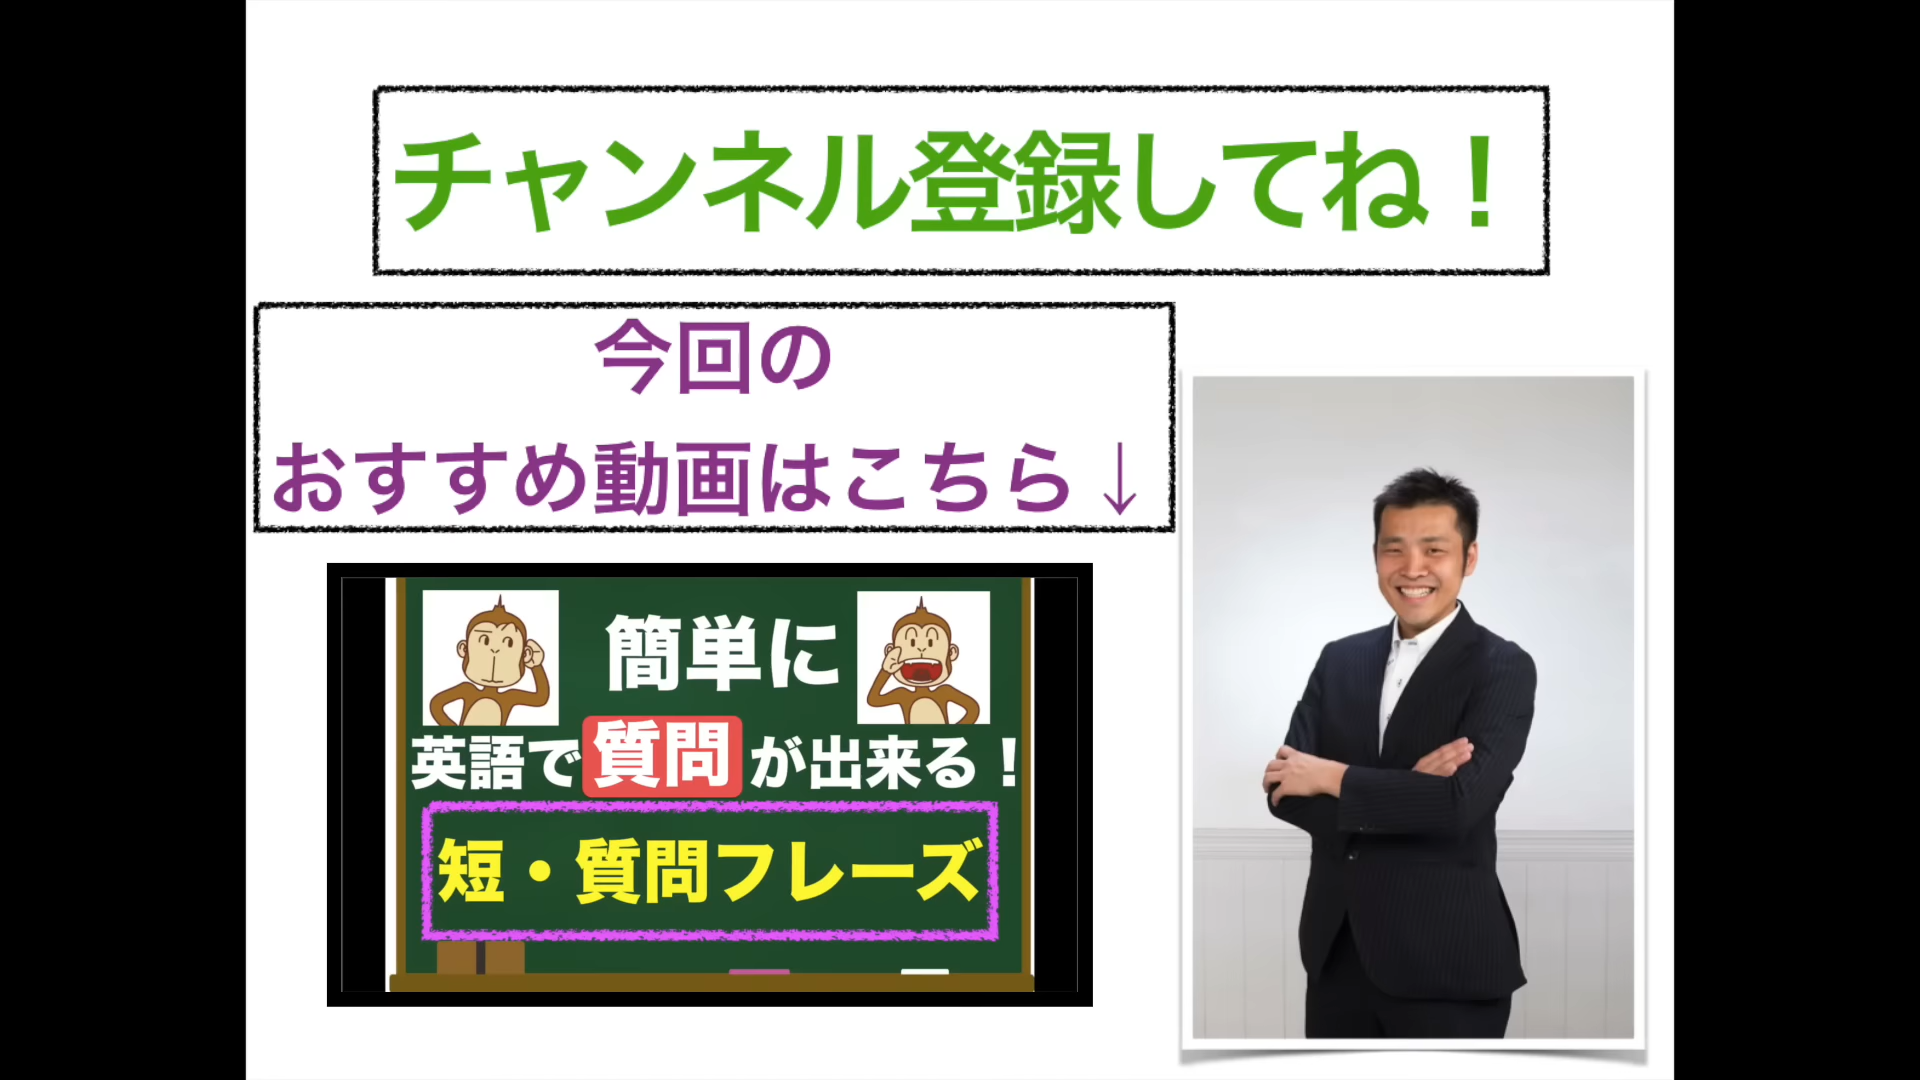 チャンネル登録してね！
今回の
おすすめ動画はこちら↓
簡単に
英語で質問が出来る！
短・質問フレーズ